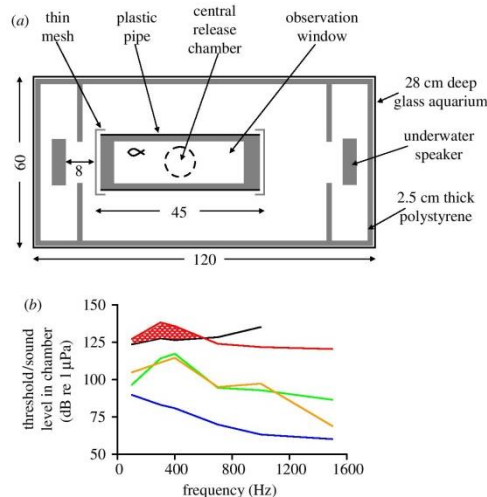 (a)
thin
mesh
plastic
pipe
central
release
chamber
observation
window
28 cm deep
glass aquarium
underwater
speaker
2.5 cm thick
polystyrene
60
8
45
120
(b)
threshold/sound
level in chamber
(dB re 1 μPa)
150
125
100
75
50
0 400 800 1200 1600
frequency (Hz)